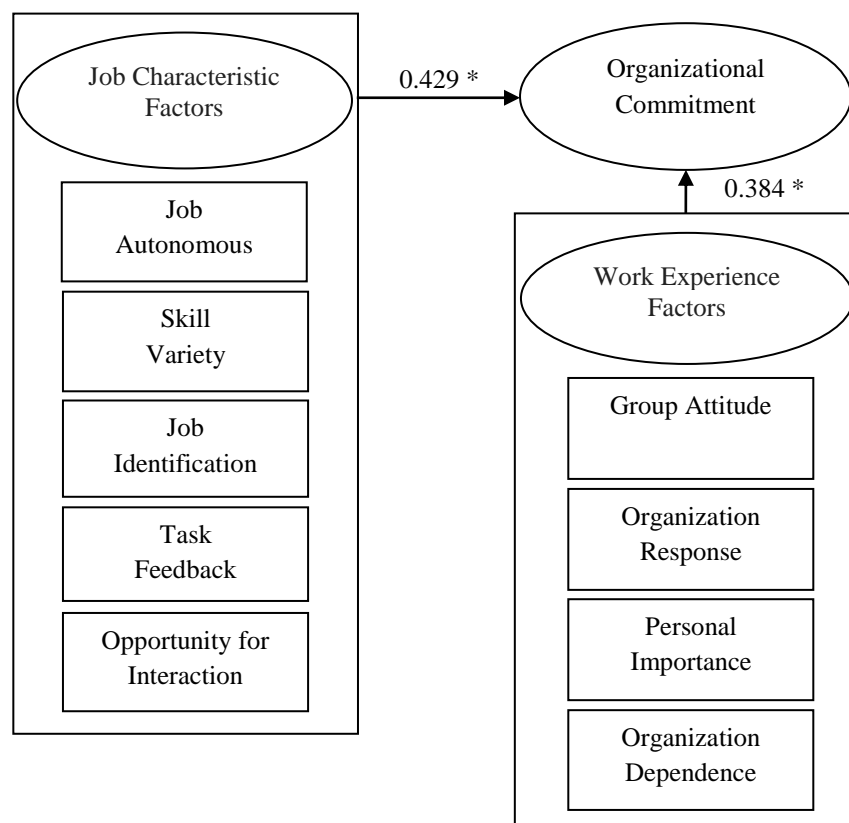 Job Characteristic
Factors
0.429 *
Organizational
Commitment
0.384 *
Job
Autonomous
Skill
Variety
Job
Identification
Task
Feedback
Opportunity for
Interaction
Work Experience
Factors
Group Attitude
Organization
Response
Personal
Importance
Organization
Dependence